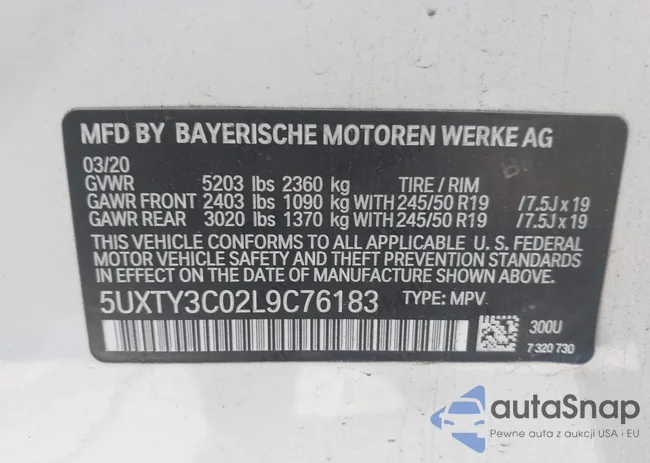 MFD BY BAYERISCHE MOTOREN WERKE AG
03/20
GVWR 5203 lbs 2360 kg TIRE / RIM
GAWR FRONT 2403 lbs 1090 kg WITH 245/50 R19 /7.5J x 19
GAWR REAR 3020 lbs 1370 kg WITH 245/50 R19 /7.5J x 19
THIS VEHICLE CONFORMS TO ALL APPLICABLE U. S. FEDERAL
MOTOR VEHICLE SAFETY AND THEFT PREVENTION STANDARDS
IN EFFECT ON THE DATE OF MANUFACTURE SHOWN ABOVE.
5UXTY3C02L9C76183 TYPE: MPV
300U
7 320 730
autaSnap
Pewne auta z aukcji USA i EU